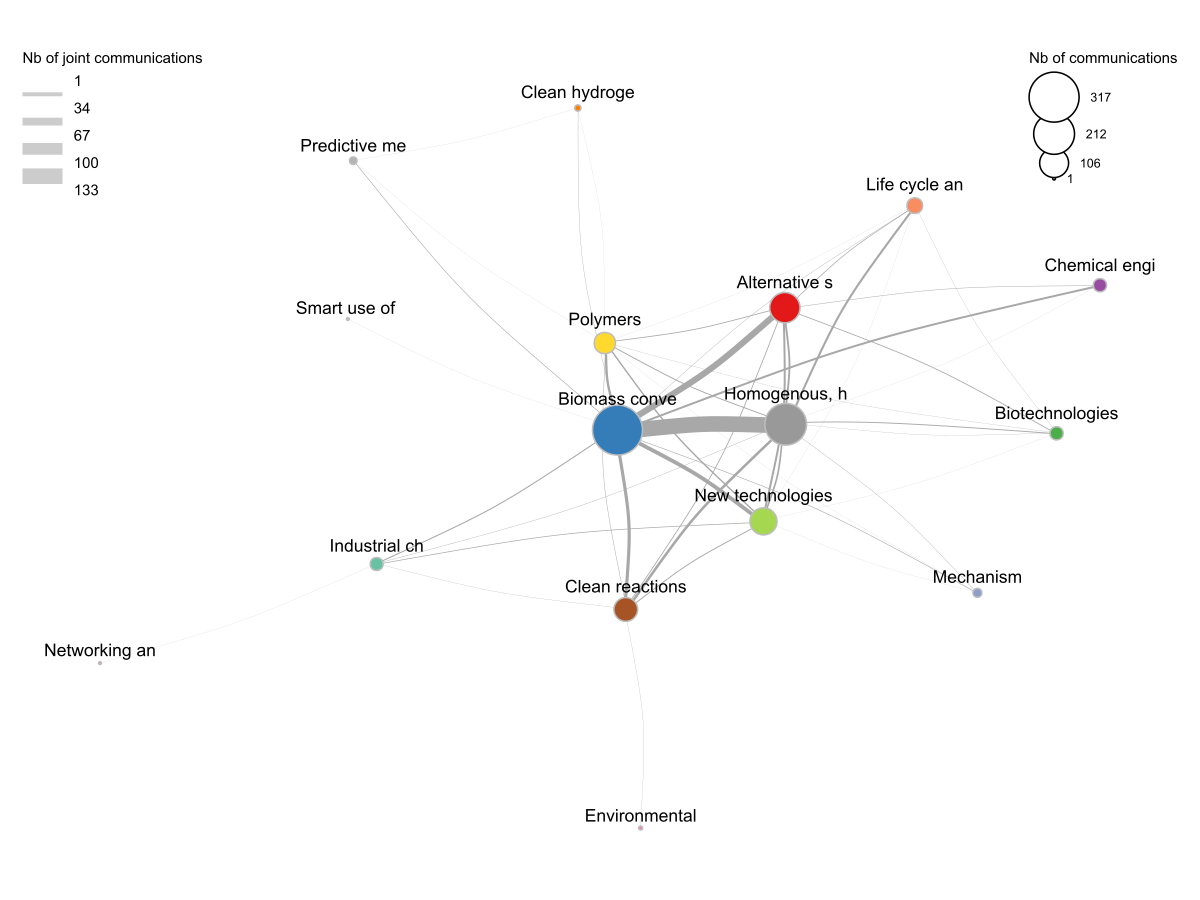 Nb of joint communications
1
34
67
100
133
Nb of communications
317
212
106
1
Clean hydroge
Predictive me
Life cycle an
Chemical engi
Alternative s
Smart use of
Polymers
Homogenous, h
Biomass conve
Biotechnologies
New technologies
Industrial ch
Mechanism
Clean reactions
Networking an
Environmental